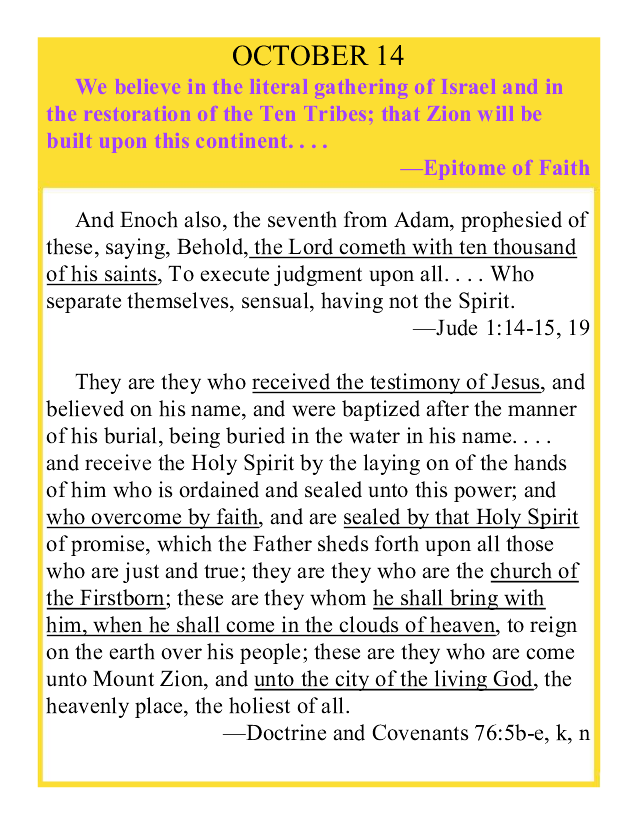 OCTOBER 14
We believe in the literal gathering of Israel and in
the restoration of the Ten Tribes; that Zion will be
built upon this continent. . . .
—Epitome of Faith
And Enoch also, the seventh from Adam, prophesied of
these, saying, Behold, the Lord cometh with ten thousand
of his saints, To execute judgment upon all. . . . Who
separate themselves, sensual, having not the Spirit.
—Jude 1:14-15, 19
They are they who received the testimony of Jesus, and
believed on his name, and were baptized after the manner
of his burial, being buried in the water in his name. . . .
and receive the Holy Spirit by the laying on of the hands
of him who is ordained and sealed unto this power; and
who overcome by faith, and are sealed by that Holy Spirit
of promise, which the Father sheds forth upon all those
who are just and true; they are they who are the church of
the Firstborn; these are they whom he shall bring with
him, when he shall come in the clouds of heaven, to reign
on the earth over his people; these are they who are come
unto Mount Zion, and unto the city of the living God, the
heavenly place, the holiest of all.
—Doctrine and Covenants 76:5b-e, k, n